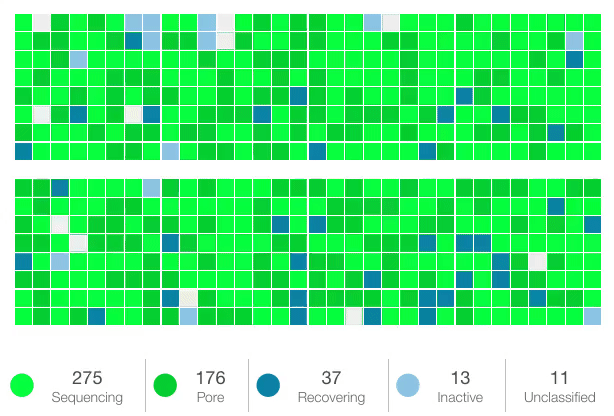 275 176 37 13 11
Sequencing Pore Recovering Inactive Unclassified